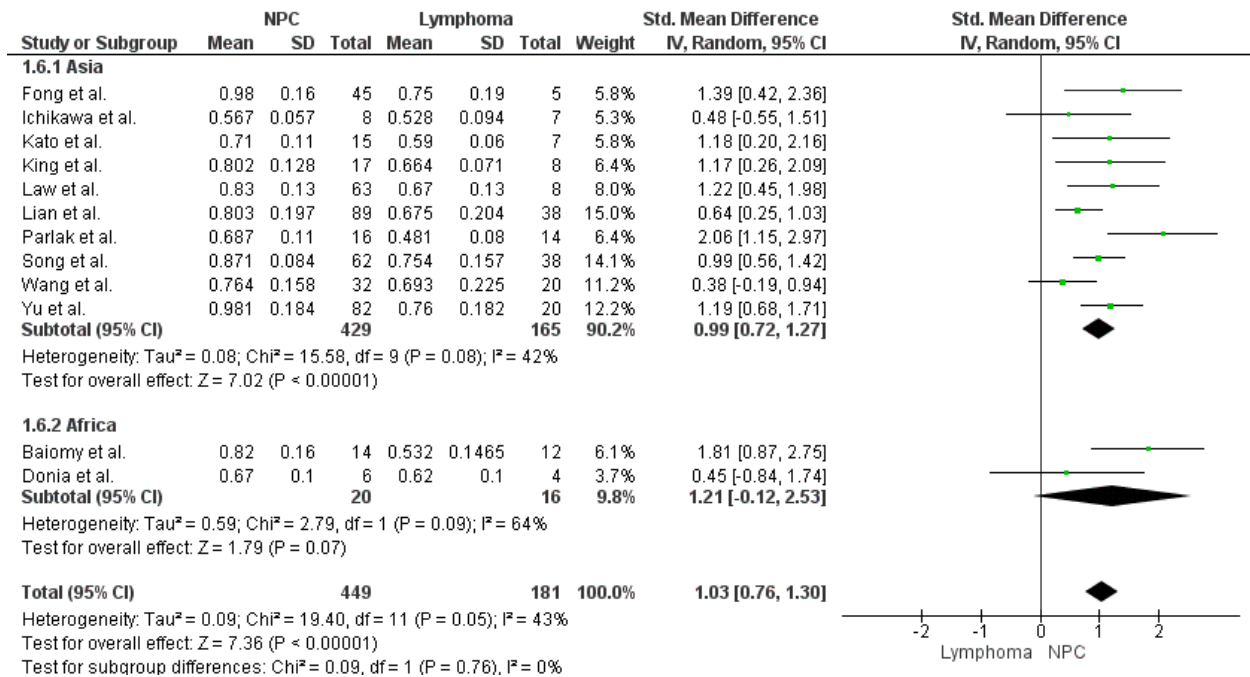 NPC Lymphoma Std. Mean Difference Std. Mean Difference
Study or Subgroup Mean SD Total Mean SD Total Weight IV, Random, 95% CI IV, Random, 95% CI
1.6.1 Asia
Fong et al. 0.98 0.16 45 0.75 0.19 5 5.8% 1.39 [0.42, 2.36]
Ichikawa et al. 0.567 0.057 8 0.528 0.094 7 5.3% 0.48 [-0.55, 1.51]
Kato et al. 0.71 0.11 15 0.59 0.06 7 5.8% 1.18 [0.20, 2.16]
King et al. 0.802 0.128 17 0.664 0.071 8 6.4% 1.17 [0.26, 2.09]
Law et al. 0.83 0.13 63 0.67 0.13 8 8.0% 1.22 [0.45, 1.98]
Lian et al. 0.803 0.197 89 0.675 0.204 38 15.0% 0.64 [0.25, 1.03]
Parlak et al. 0.687 0.11 16 0.481 0.08 14 6.4% 2.06 [1.15, 2.97]
Song et al. 0.871 0.084 62 0.754 0.157 38 14.1% 0.99 [0.56, 1.42]
Wang et al. 0.764 0.158 32 0.693 0.225 20 11.2% 0.38 [-0.19, 0.94]
Yu et al. 0.981 0.184 82 0.76 0.182 20 12.2% 1.19 [0.68, 1.71]
Subtotal (95% CI) 429 165 90.2% 0.99 [0.72, 1.27]
Heterogeneity: Tau² = 0.08; Chi² = 15.58, df = 9 (P = 0.08); I² = 42%
Test for overall effect: Z = 7.02 (P < 0.00001)
1.6.2 Africa
Baiomy et al. 0.82 0.16 14 0.532 0.1465 12 6.1% 1.81 [0.87, 2.75]
Donia et al. 0.67 0.1 6 0.62 0.1 4 3.7% 0.45 [-0.84, 1.74]
Subtotal (95% CI) 20 16 9.8% 1.21 [-0.12, 2.53]
Heterogeneity: Tau² = 0.59; Chi² = 2.79, df = 1 (P = 0.09); I² = 64%
Test for overall effect: Z = 1.79 (P = 0.07)
Total (95% CI) 449 181 100.0% 1.03 [0.76, 1.30]
Heterogeneity: Tau² = 0.09; Chi² = 19.40, df = 11 (P = 0.05); I² = 43%
Test for overall effect: Z = 7.36 (P < 0.00001)
Test for subgroup differences: Chi² = 0.09, df = 1 (P = 0.76), I² = 0%
-2 -1 0 1 2
Lymphoma NPC